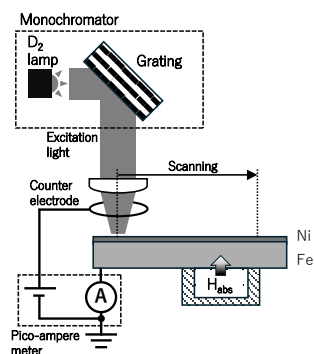 Monochromator
D2
lamp
Grating
Excitation
light
Scanning
Counter
electrode
Ni
Fe
Habs
A
Pico-ampere
meter